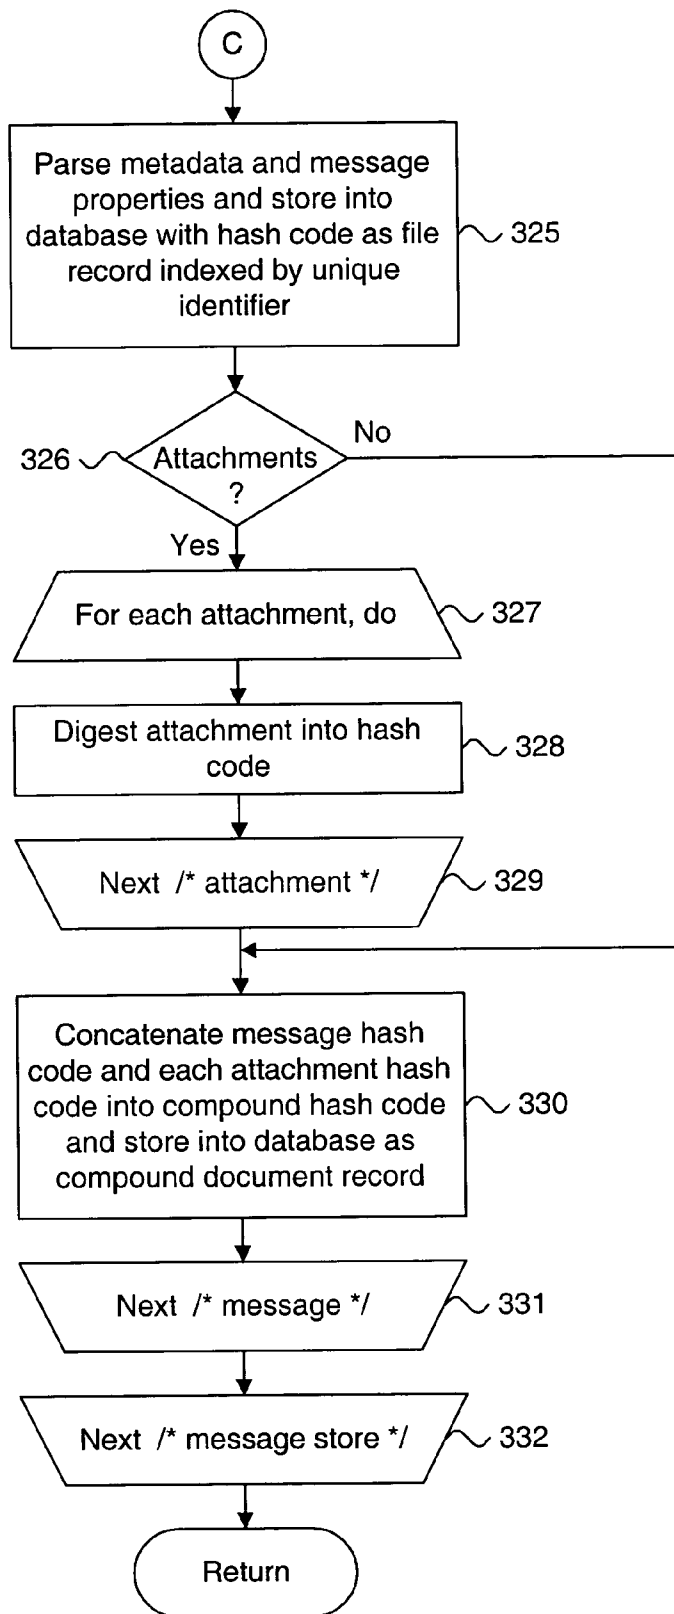 C
Parse metadata and message
properties and store into
database with hash code as file
record indexed by unique
identifier
325
No
326
Attachments
?
Yes
For each attachment, do
327
Digest attachment into hash
code
328
Next /* attachment */
329
Concatenate message hash
code and each attachment hash
code into compound hash code
and store into database as
compound document record
330
Next /* message */
331
Next /* message store */
332
Return